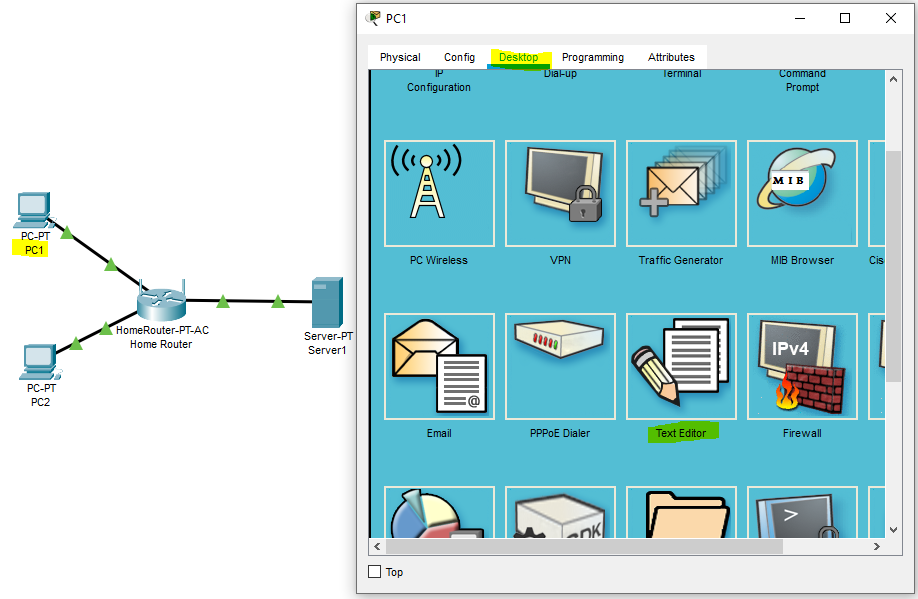 PC1
Physical
Config
Desktop
Programming
Attributes
IP
Configuration
Dial-up
Terminal
Command
Prompt
MIB
PC Wireless
VPN
Traffic Generator
MIB Browser
Cis
IPv4
@
Email
PPPoE Dialer
Text Editor
Firewall
>
Top
PC-PT
PC1
HomeRouter-PT-AC
Home Router
Server-PT
Server1
PC-PT
PC2